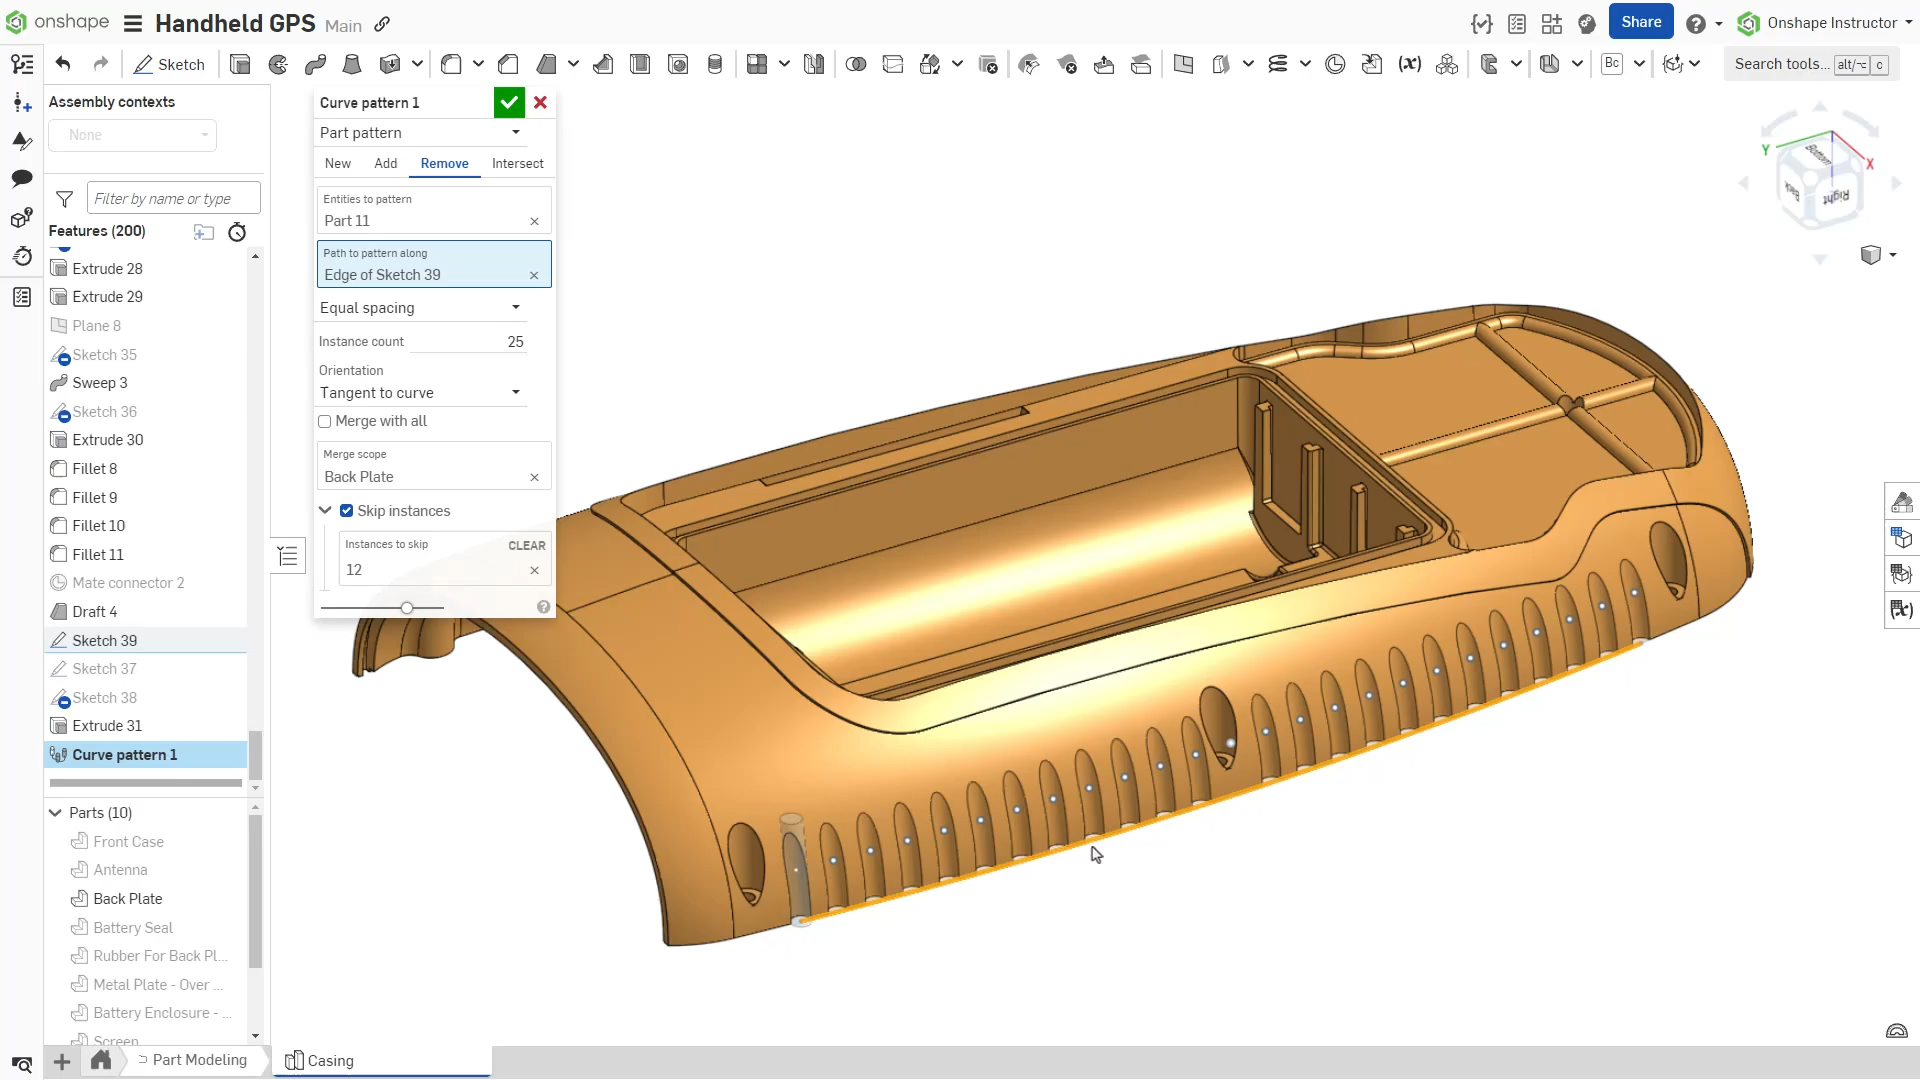 onshape
Handheld GPS Main
Share
Onshape Instructor
Sketch
Bc
Search tools... alt/⌥ c
Assembly contexts
None
Filter by name or type
Features (200)
Extrude 28
Extrude 29
Plane 8
Sketch 35
Sweep 3
Sketch 36
Extrude 30
Fillet 8
Fillet 9
Fillet 10
Fillet 11
Mate connector 2
Draft 4
Sketch 39
Sketch 37
Sketch 38
Extrude 31
Curve pattern 1
Parts (10)
Front Case
Antenna
Back Plate
Battery Seal
Rubber For Back Pl...
Metal Plate - Over ...
Battery Enclosure - ...
Screen
Curve pattern 1
Part pattern
New Add Remove Intersect
Entities to pattern
Part 11
Path to pattern along
Edge of Sketch 39
Equal spacing
Instance count 25
Orientation
Tangent to curve
Merge with all
Merge scope
Back Plate
Skip instances
Instances to skip CLEAR
12
Y
X
Bottom
Back
Right
Part Modeling
Casing